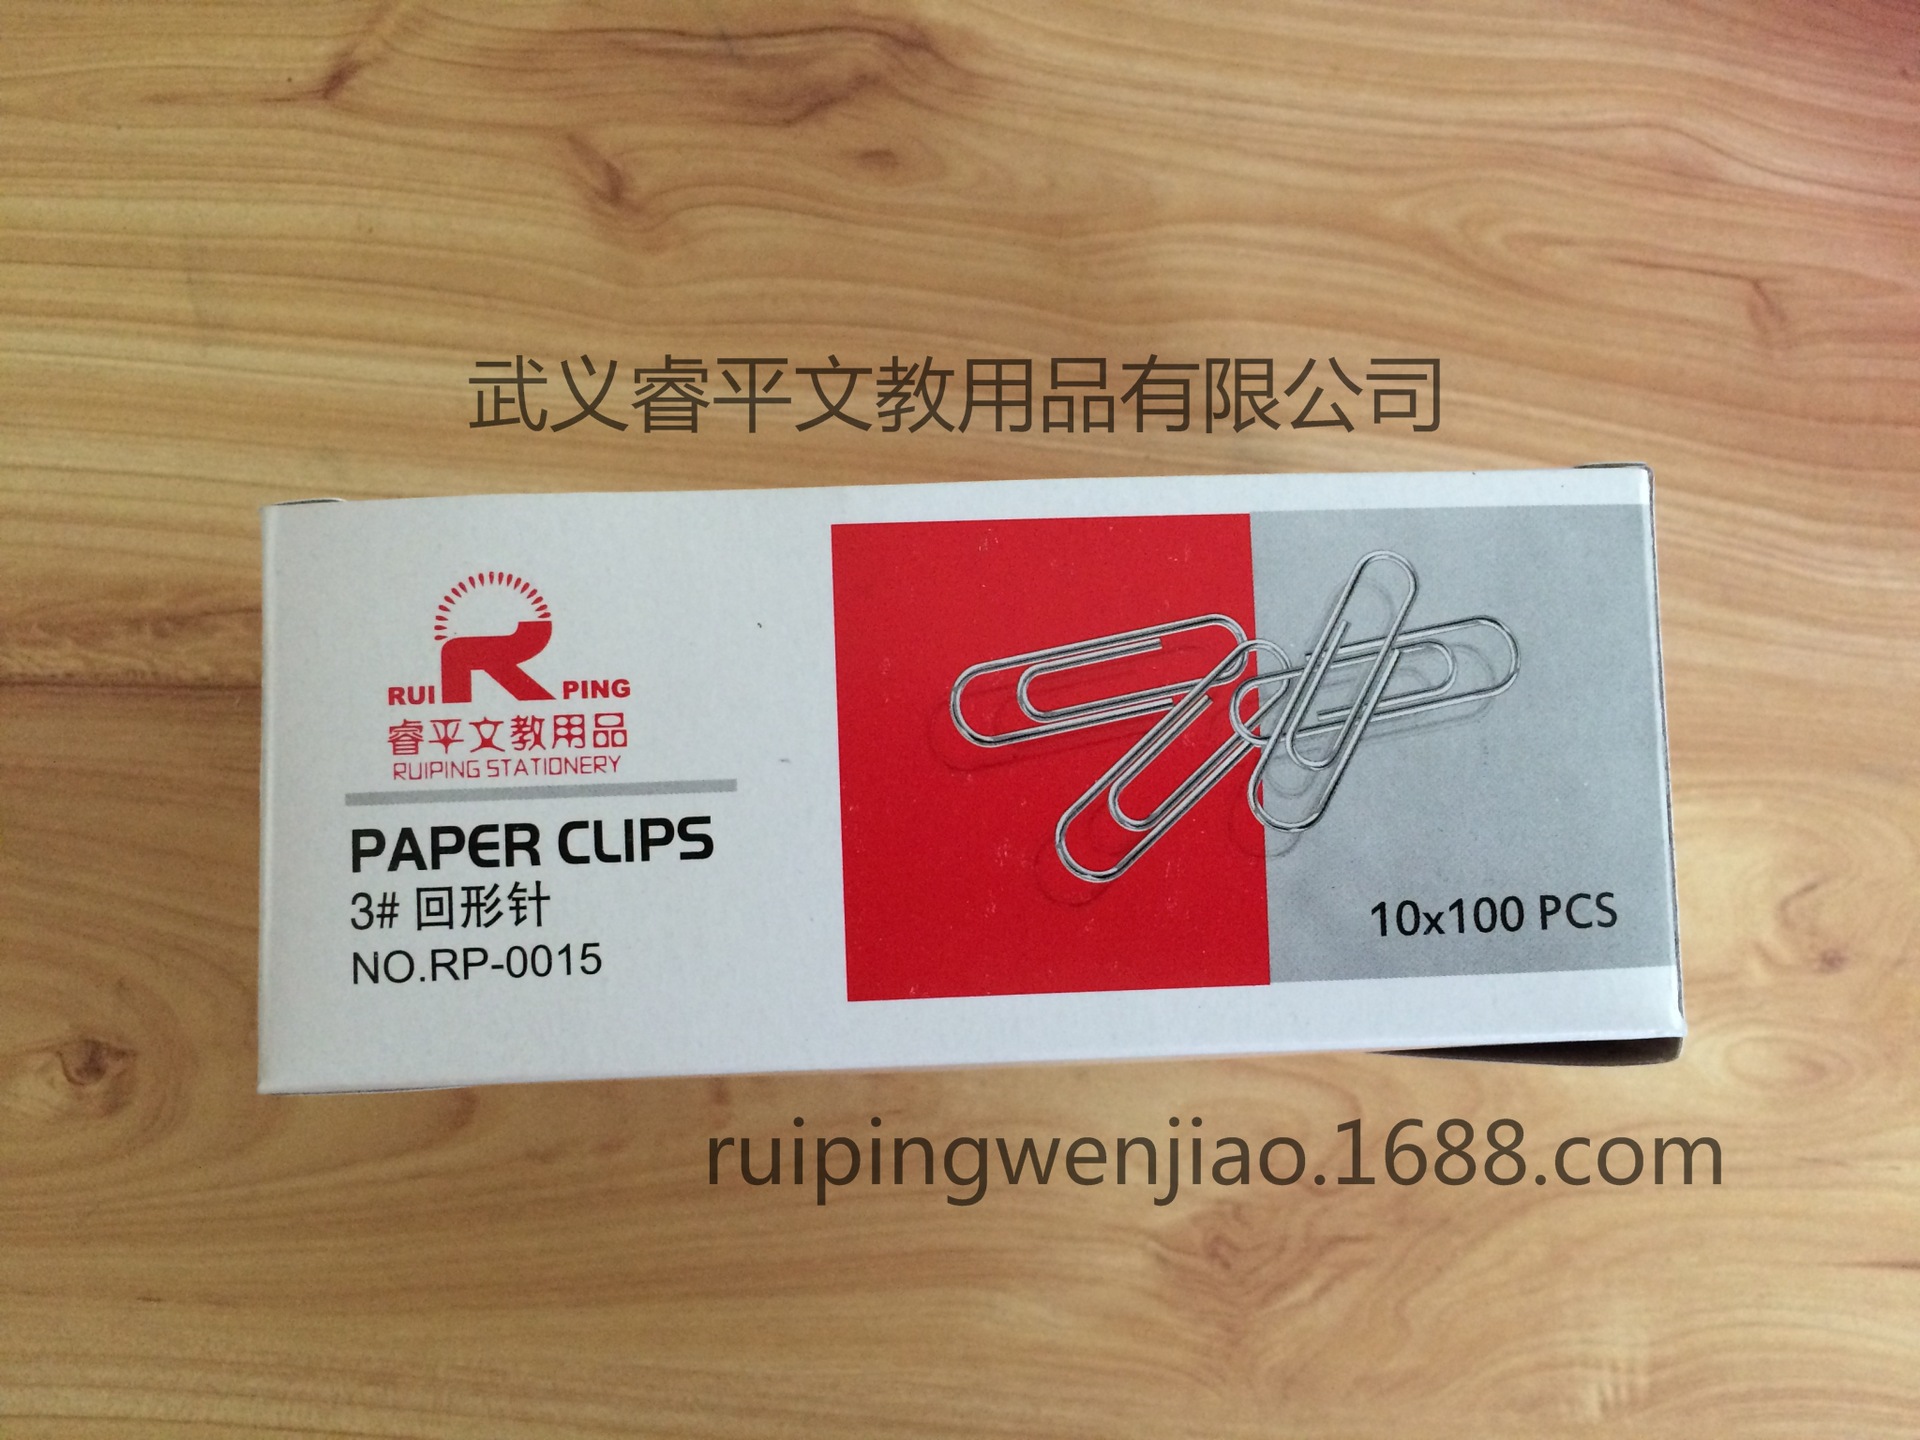 武义睿平文教用品有限公司
RUI R PING
睿平文教用品
RUIPING STATIONERY
PAPER CLIPS
3# 回形针
NO.RP-0015
10x100 PCS
ruipingwenjiao.1688.com